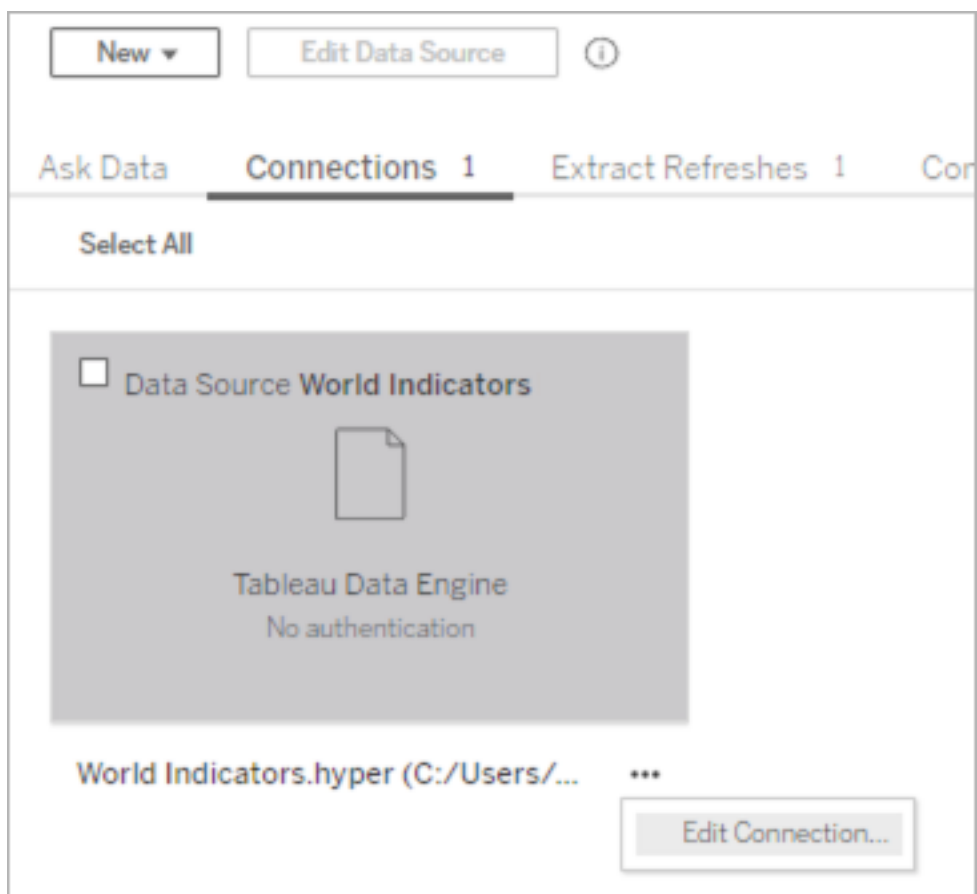 New Edit Data Source
Ask Data Connections 1 Extract Refreshes 1
Select All
Data Source World Indicators
Tableau Data Engine
No authentication
World Indicators.hyper (C:/Users/... •••
Edit Connection...